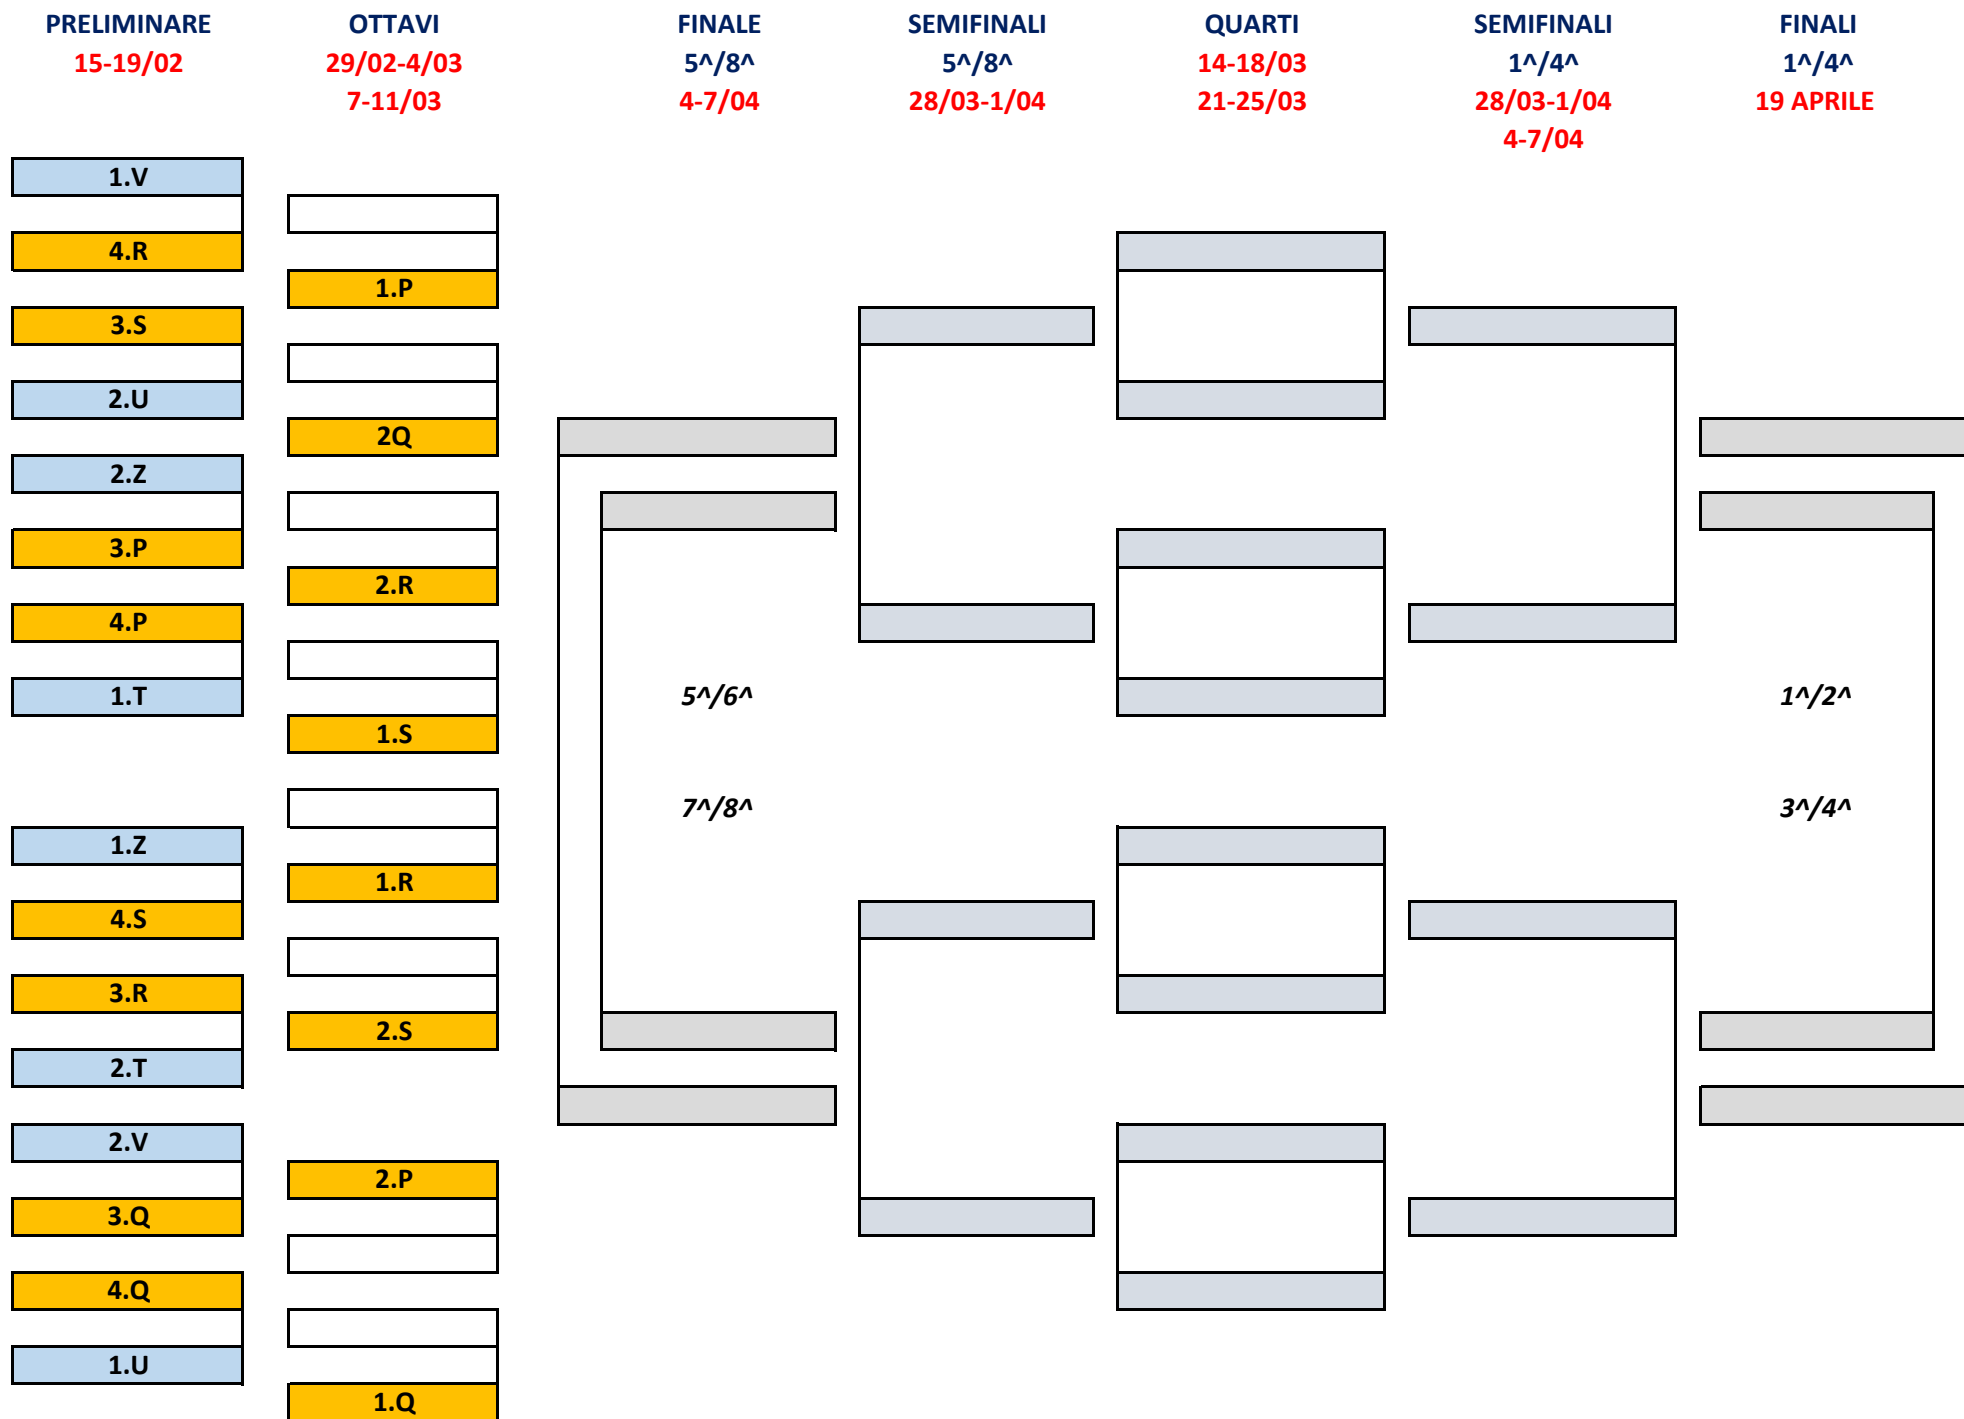 PRELIMINARE
15-19/02
OTTAVI
29/02-4/03
7-11/03
FINALE
5^/8^
4-7/04
SEMIFINALI
5^/8^
28/03-1/04
QUARTI
14-18/03
21-25/03
SEMIFINALI
1^/4^
28/03-1/04
4-7/04
FINALI
1^/4^
19 APRILE
1.V
4.R
3.S
2.U
2.Z
3.P
4.P
1.T
1.Z
4.S
3.R
2.T
2.V
3.Q
4.Q
1.U
1.P
2Q
2.R
1.S
1.R
2.S
2.P
1.Q
5^/6^
7^/8^
1^/2^
3^/4^